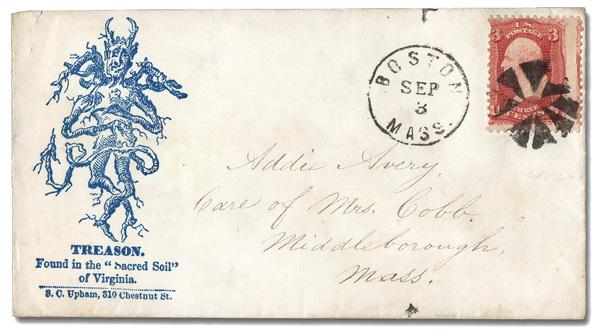 BOSTON
SEP
3
MASS.
U.S. POSTAGE
3
3
THREE
CENTS
Addie Avery,
Care of Mrs. Cobb.
Middleborough,
Mass.
TREASON.
Found in the "Sacred Soil"
of Virginia.
S. C. Upham, 310 Chestnut St.